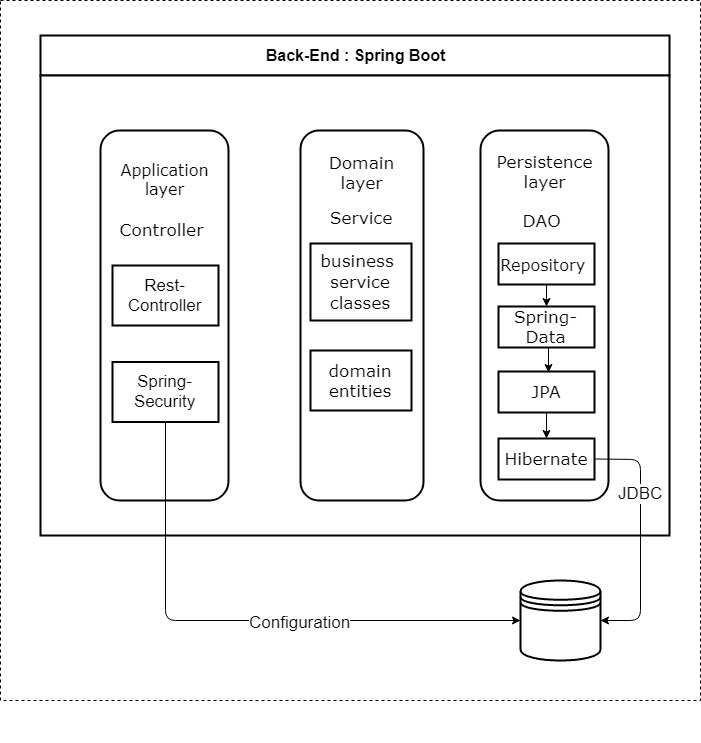 Back-End : Spring Boot
Application
layer
Controller
Rest-
Controller
Spring-
Security
Domain
layer
Service
business
service
classes
domain
entities
Persistence
layer
DAO
Repository
Spring-
Data
JPA
Hibernate
JDBC
Configuration